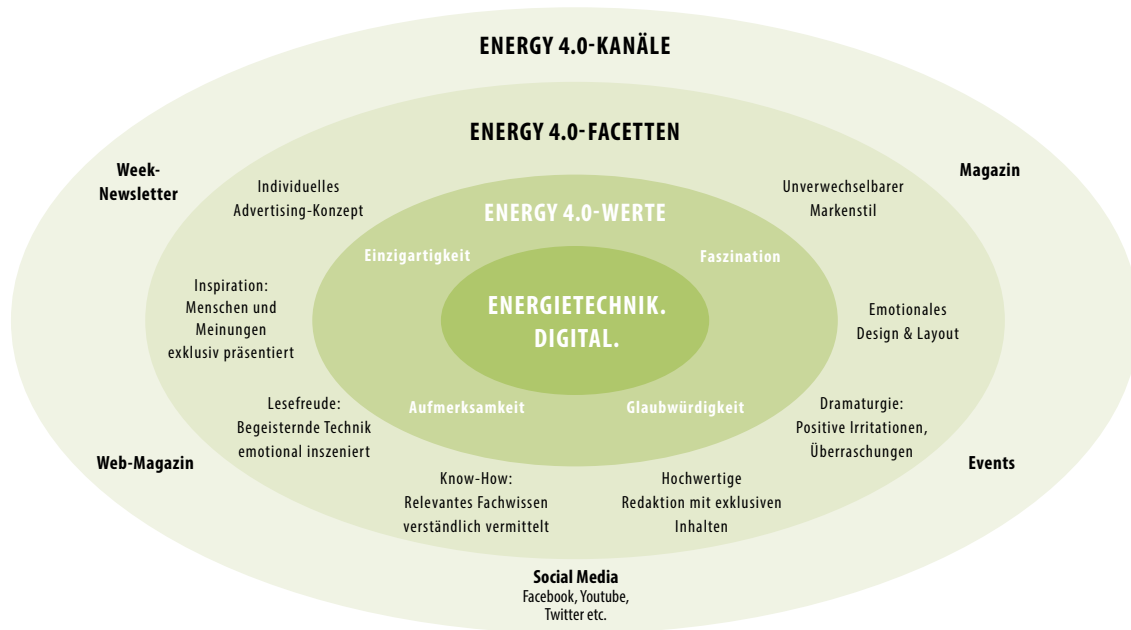 ENERGY 4.0-KANÄLE
ENERGY 4.0-FACETTEN
Week-
Newsletter
Magazin
Individuelles
Advertising-Konzept
Unverwechselbarer
Markenstil
ENERGY 4.0-WERTE
Einzigartigkeit
Faszination
Inspiration:
Menschen und
Meinungen
exklusiv präsentiert
ENERGIETECHNIK.
DIGITAL.
Emotionales
Design & Layout
Lesefreude:
Begeisternde Technik
emotional inszeniert
Aufmerksamkeit
Glaubwürdigkeit
Dramaturgie:
Positive Irritationen,
Überraschungen
Web-Magazin
Events
Know-How:
Relevantes Fachwissen
verständlich vermittelt
Hochwertige
Redaktion mit exklusiven
Inhalten
Social Media
Facebook, Youtube,
Twitter etc.